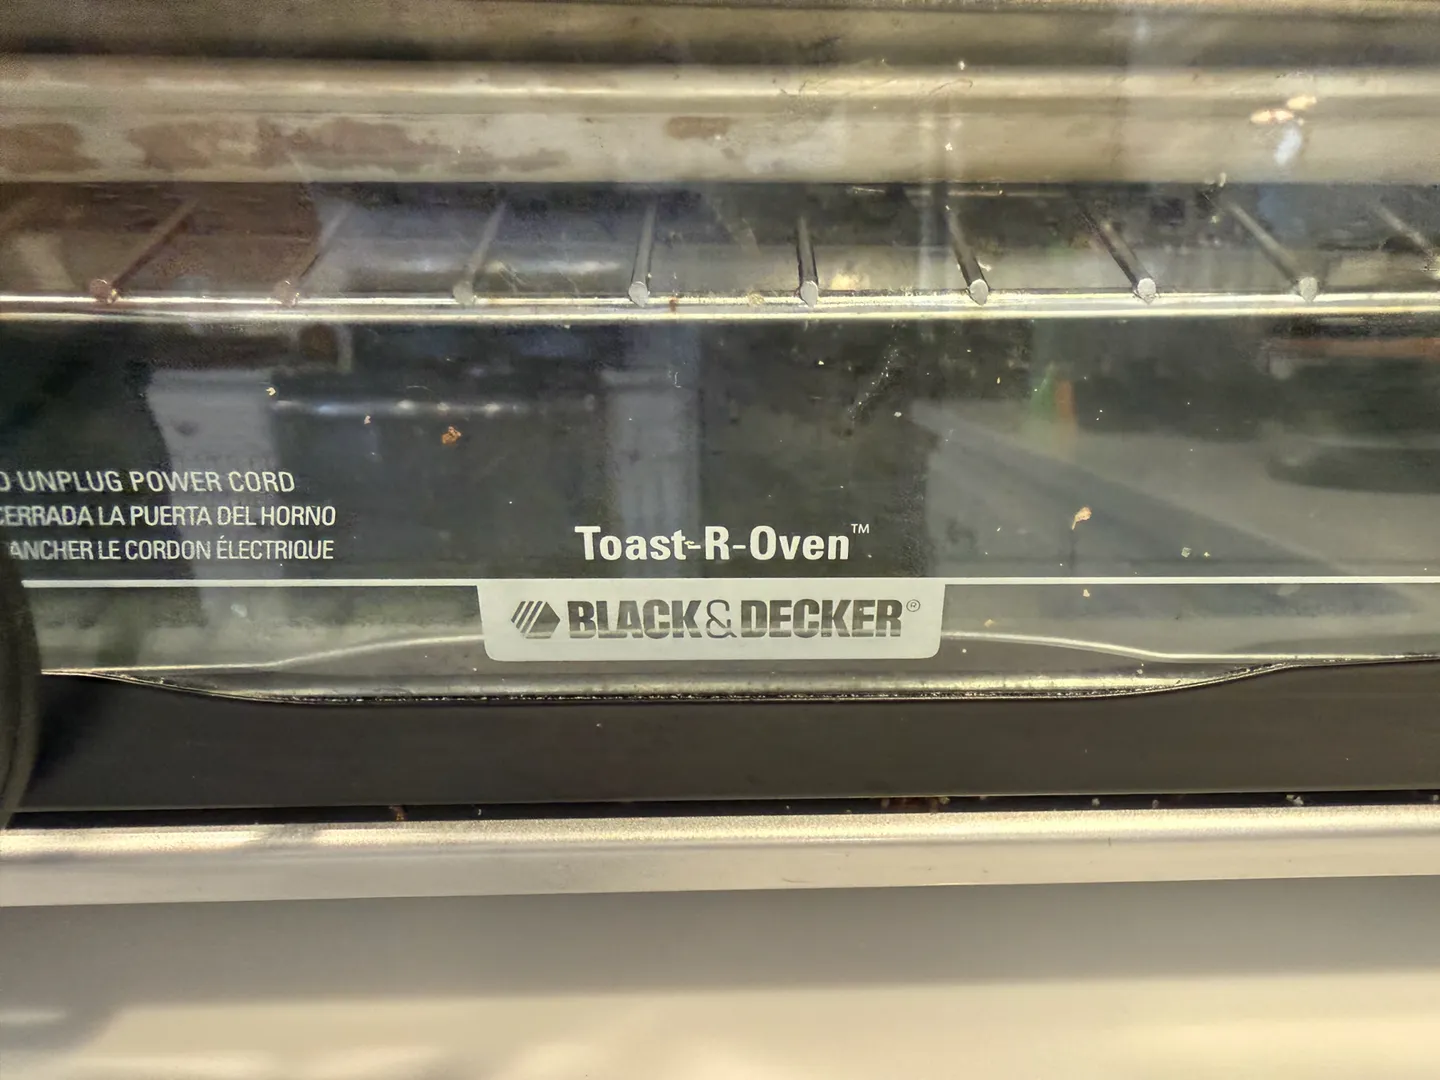 UNPLUG POWER CORD
CERRADA LA PUERTA DEL HORNO
ANCHER LE CORDON ÉLECTRIQUE
Toast-R-Oven™
BLACK&DECKER®